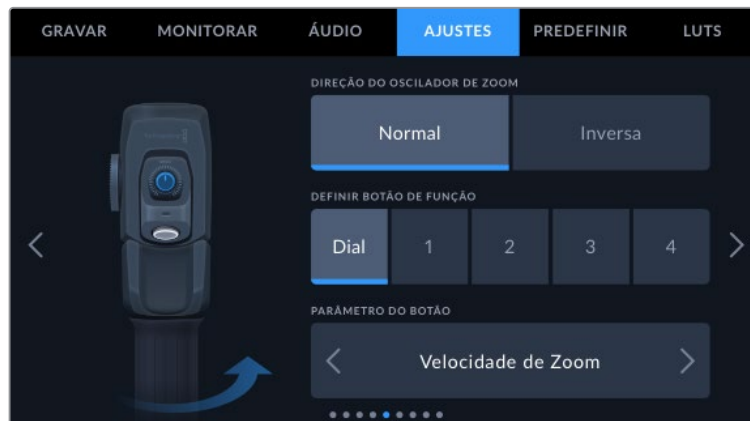 GRAVAR MONITORAR ÁUDIO AJUSTES PREDEFINIR LUTS
DIREÇÃO DO OSCILADOR DE ZOOM
Normal Inversa
DEFINIR BOTÃO DE FUNÇÃO
Dial 1 2 3 4
PARÂMETRO DO BOTÃO
Velocidade de Zoom